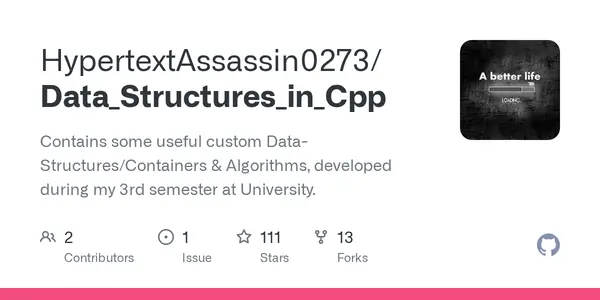 HypertextAssassin0273/
Data_Structures_in_Cpp
A better life
LOADING...
Contains some useful custom Data-
Structures/Containers & Algorithms, developed
during my 3rd semester at University.
2 1 111 13
Contributors Issue Stars Forks